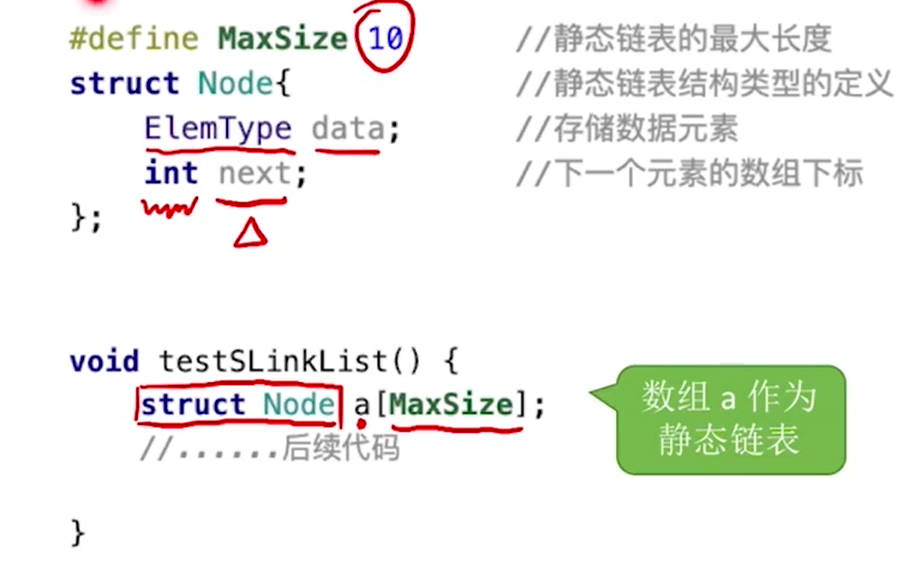 #define MaxSize 10 //静态链表的最大长度
struct Node{ //静态链表结构类型的定义
ElemType data; //存储数据元素
int next; //下一个元素的数组下标
};
void testSLinkList() {
struct Node a[MaxSize];
//......后续代码
}
数组 a 作为
静态链表